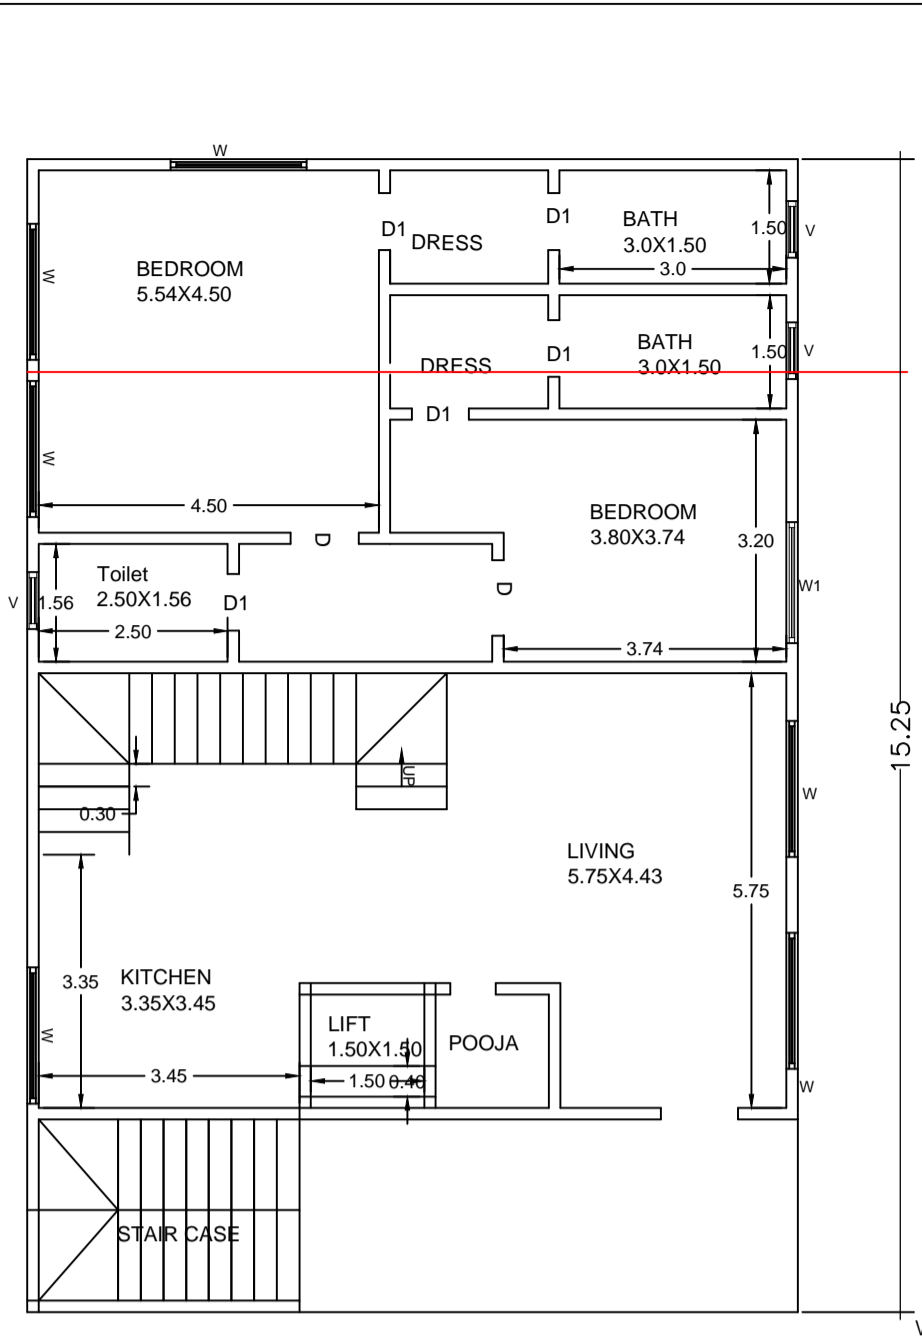 W
D1
BATH
3.0X1.50
1.50
V
D1
DRESS
W
BEDROOM
5.54X4.50
3.0
BATH
3.0X1.50
1.50
V
D1
DRESS
D1
W
4.50
BEDROOM
3.80X3.74
3.20
D
Toilet
2.50X1.56
D
W1
V
1.56
D1
2.50
3.74
15.25
UP
W
0.30
LIVING
5.75X4.43
5.75
3.35
KITCHEN
3.35X3.45
LIFT
1.50X1.50
POOJA
W
3.45
1.50
0.40
W
STAIR CASE